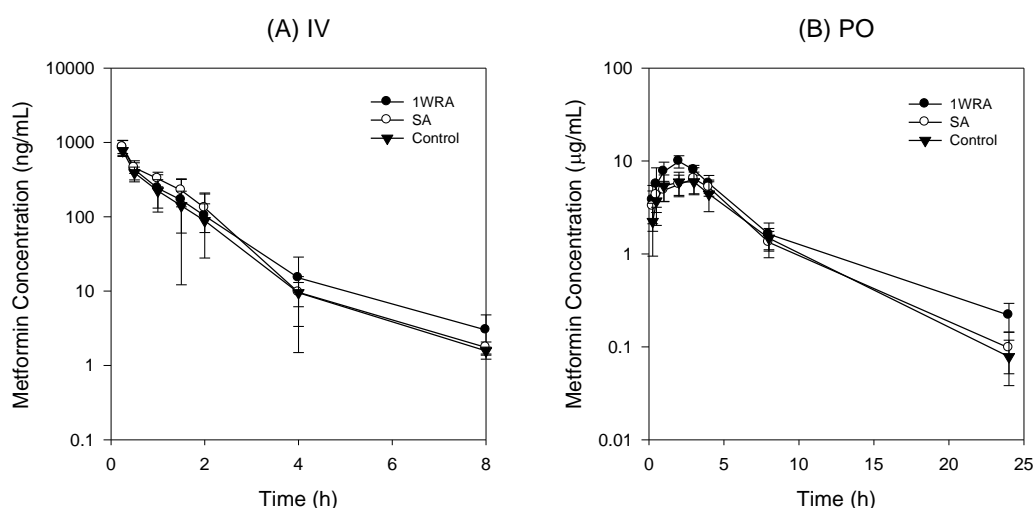 (A) IV
Metformin Concentration (ng/mL)
10000
1000
100
10
1
0.1
1WRA
SA
Control
0
2
4
6
8
Time (h)
(B) PO
Metformin Concentration (μg/mL)
100
10
1
0.1
0.01
1WRA
SA
Control
0
5
10
15
20
25
Time (h)